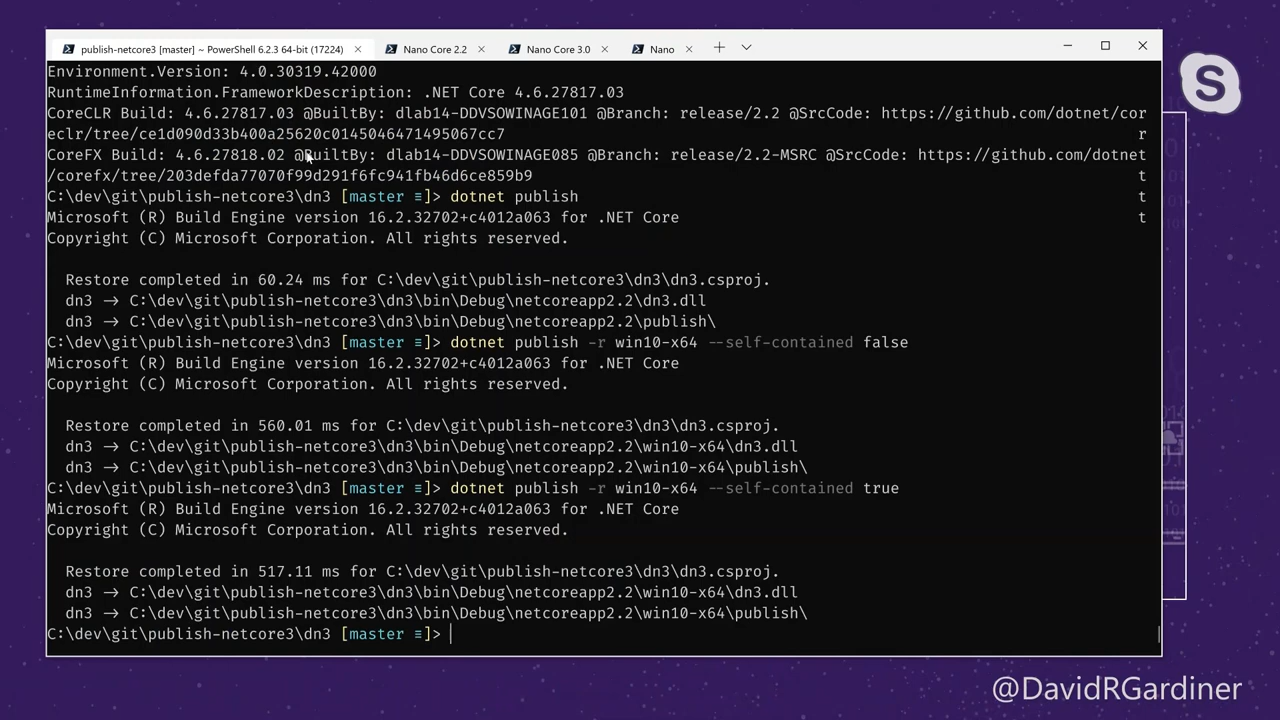 publish-netcore3 [master] ~ PowerShell 6.2.3 64-bit (17224)
Nano Core 2.2
Nano Core 3.0
Nano
Environment.Version: 4.0.30319.42000
RuntimeInformation.FrameworkDescription: .NET Core 4.6.27817.03
CoreCLR Build: 4.6.27817.03 @BuiltBy: dlab14-DDVSOWINAGE101 @Branch: release/2.2 @SrcCode: https://github.com/dotnet/cor
eclr/tree/ce1d090d33b400a25620c0145046471495067cc7 r
CoreFX Build: 4.6.27818.02 @BuiltBy: dlab14-DDVSOWINAGE085 @Branch: release/2.2-MSRC @SrcCode: https://github.com/dotnet
/corefx/tree/203defda77070f99d291f6fc941fb46d6ce859b9 t
C:\dev\git\publish-netcore3\dn3 [master ≡]> dotnet publish t
Microsoft (R) Build Engine version 16.2.32702+c4012a063 for .NET Core t
Copyright (C) Microsoft Corporation. All rights reserved.
Restore completed in 60.24 ms for C:\dev\git\publish-netcore3\dn3\dn3.csproj.
dn3 -> C:\dev\git\publish-netcore3\dn3\bin\Debug\netcoreapp2.2\dn3.dll
dn3 -> C:\dev\git\publish-netcore3\dn3\bin\Debug\netcoreapp2.2\publish\
C:\dev\git\publish-netcore3\dn3 [master ≡]> dotnet publish -r win10-x64 --self-contained false
Microsoft (R) Build Engine version 16.2.32702+c4012a063 for .NET Core
Copyright (C) Microsoft Corporation. All rights reserved.
Restore completed in 560.01 ms for C:\dev\git\publish-netcore3\dn3\dn3.csproj.
dn3 -> C:\dev\git\publish-netcore3\dn3\bin\Debug\netcoreapp2.2\win10-x64\dn3.dll
dn3 -> C:\dev\git\publish-netcore3\dn3\bin\Debug\netcoreapp2.2\win10-x64\publish\
C:\dev\git\publish-netcore3\dn3 [master ≡]> dotnet publish -r win10-x64 --self-contained true
Microsoft (R) Build Engine version 16.2.32702+c4012a063 for .NET Core
Copyright (C) Microsoft Corporation. All rights reserved.
Restore completed in 517.11 ms for C:\dev\git\publish-netcore3\dn3\dn3.csproj.
dn3 -> C:\dev\git\publish-netcore3\dn3\bin\Debug\netcoreapp2.2\win10-x64\dn3.dll
dn3 -> C:\dev\git\publish-netcore3\dn3\bin\Debug\netcoreapp2.2\win10-x64\publish\
C:\dev\git\publish-netcore3\dn3 [master ≡]>
@DavidRGardiner